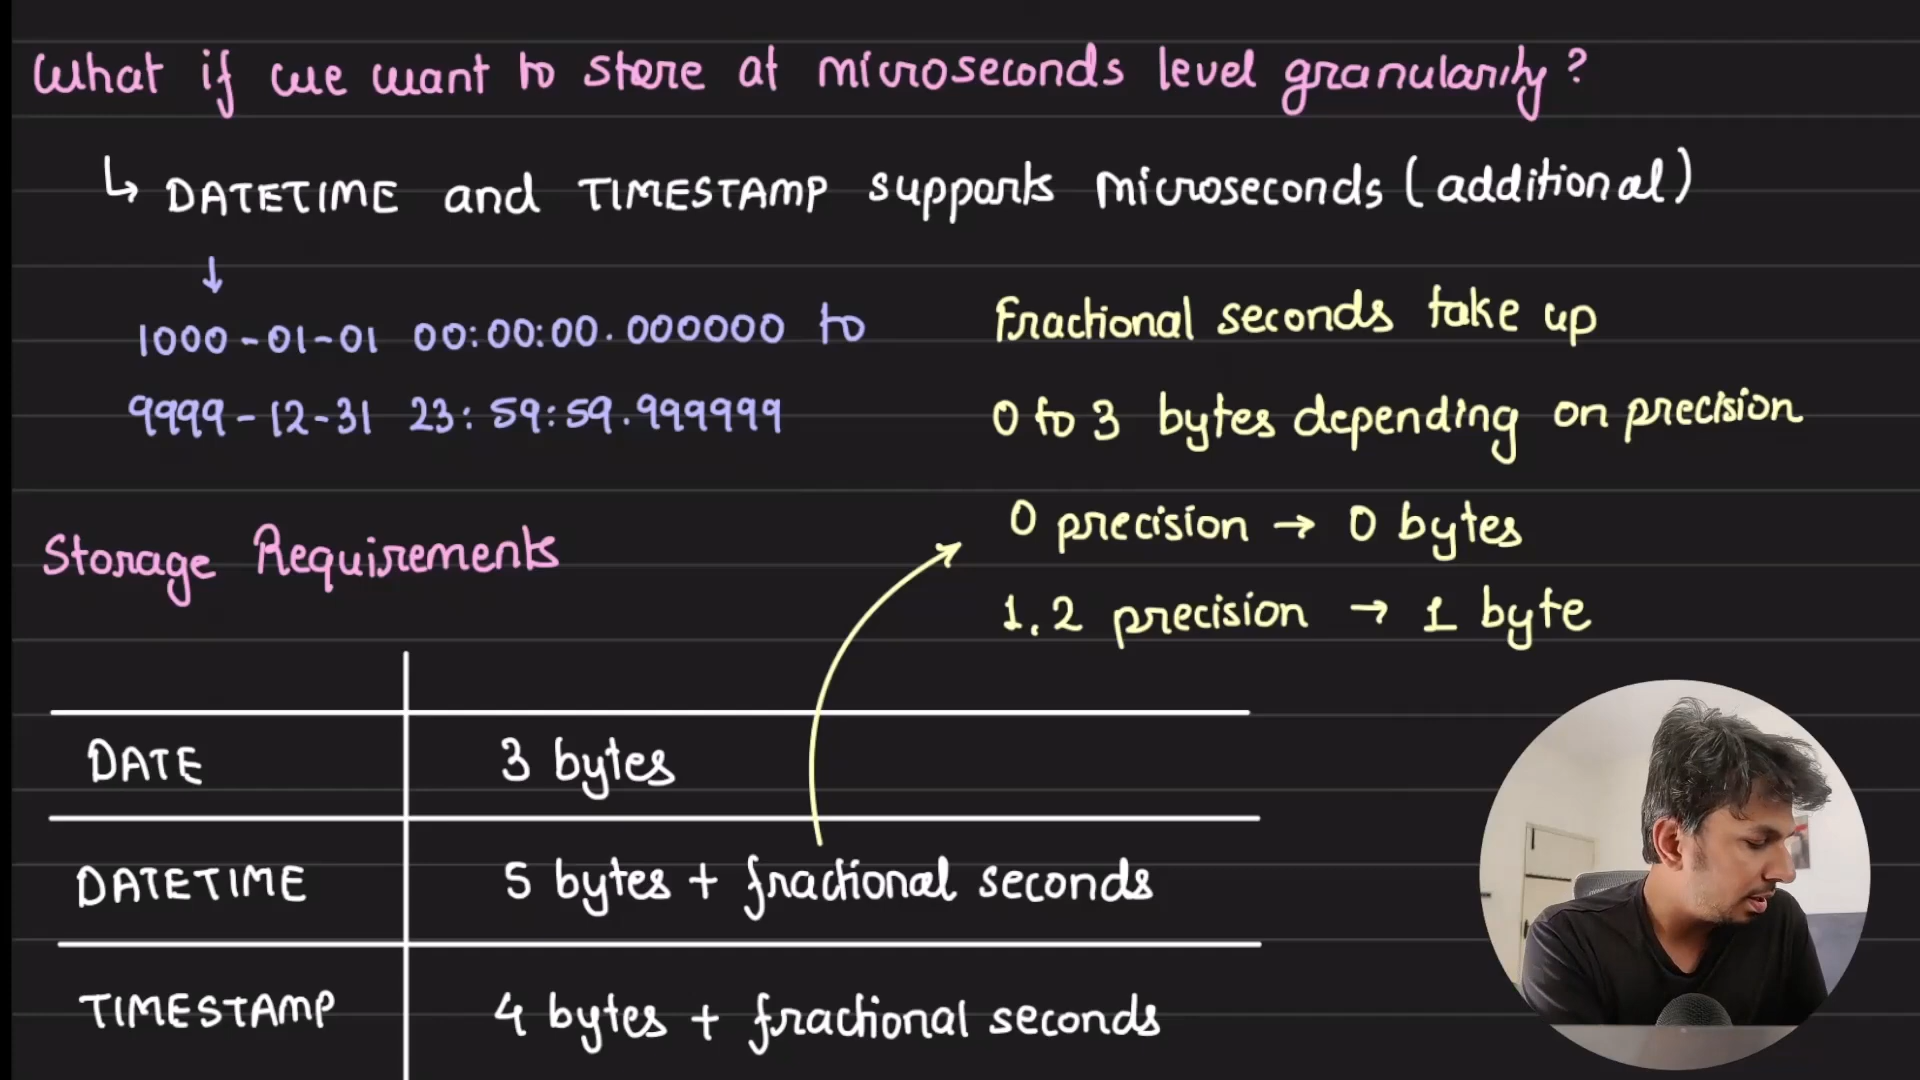 What if we want to store at microseconds level granularity?
↳ DATETIME and TIMESTAMP supports microseconds (additional)
↓
1000-01-01 00:00:00.000000 to
9999-12-31 23:59:59.999999
Fractional seconds take up
0 to 3 bytes depending on precision
0 precision → 0 bytes
1,2 precision → 1 byte
Storage Requirements
DATE 3 bytes
DATETIME 5 bytes + fractional seconds
TIMESTAMP 4 bytes + fractional seconds